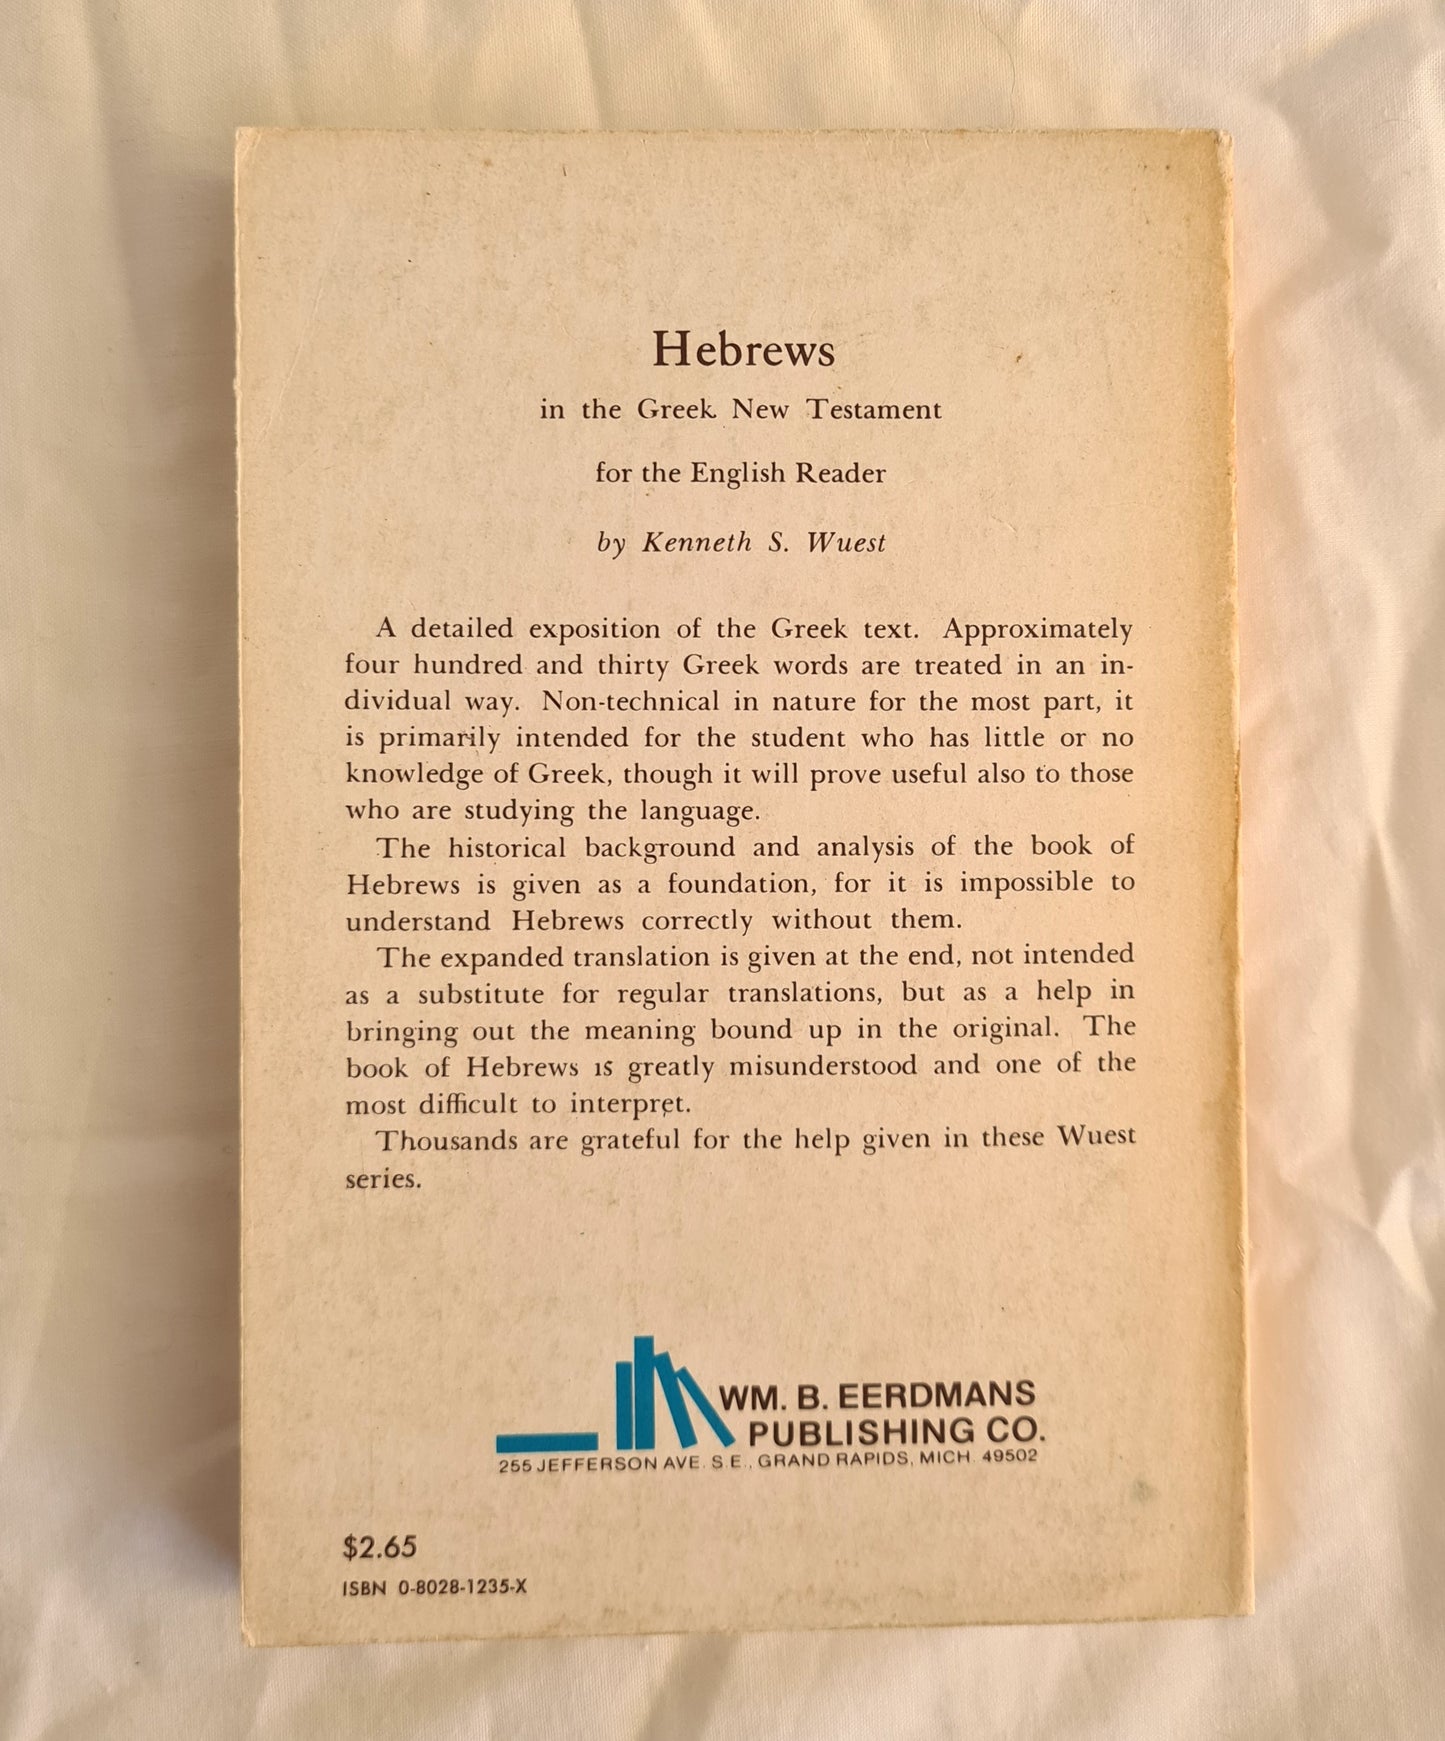 Hebrews
in the Greek New Testament
for the English Reader
by Kenneth S. Wuest
A detailed exposition of the Greek text. Approximately
four hundred and thirty Greek words are treated in an in-
dividual way. Non-technical in nature for the most part, it
is primarily intended for the student who has little or no
knowledge of Greek, though it will prove useful also to those
who are studying the language.
The historical background and analysis of the book of
Hebrews is given as a foundation, for it is impossible to
understand Hebrews correctly without them.
The expanded translation is given at the end, not intended
as a substitute for regular translations, but as a help in
bringing out the meaning bound up in the original. The
book of Hebrews is greatly misunderstood and one of the
most difficult to interpret.
Thousands are grateful for the help given in these Wuest
series.
WM. B. EERDMANS
PUBLISHING CO.
255 JEFFERSON AVE. S.E., GRAND RAPIDS, MICH. 49502
$2.65
ISBN 0-8028-1235-X